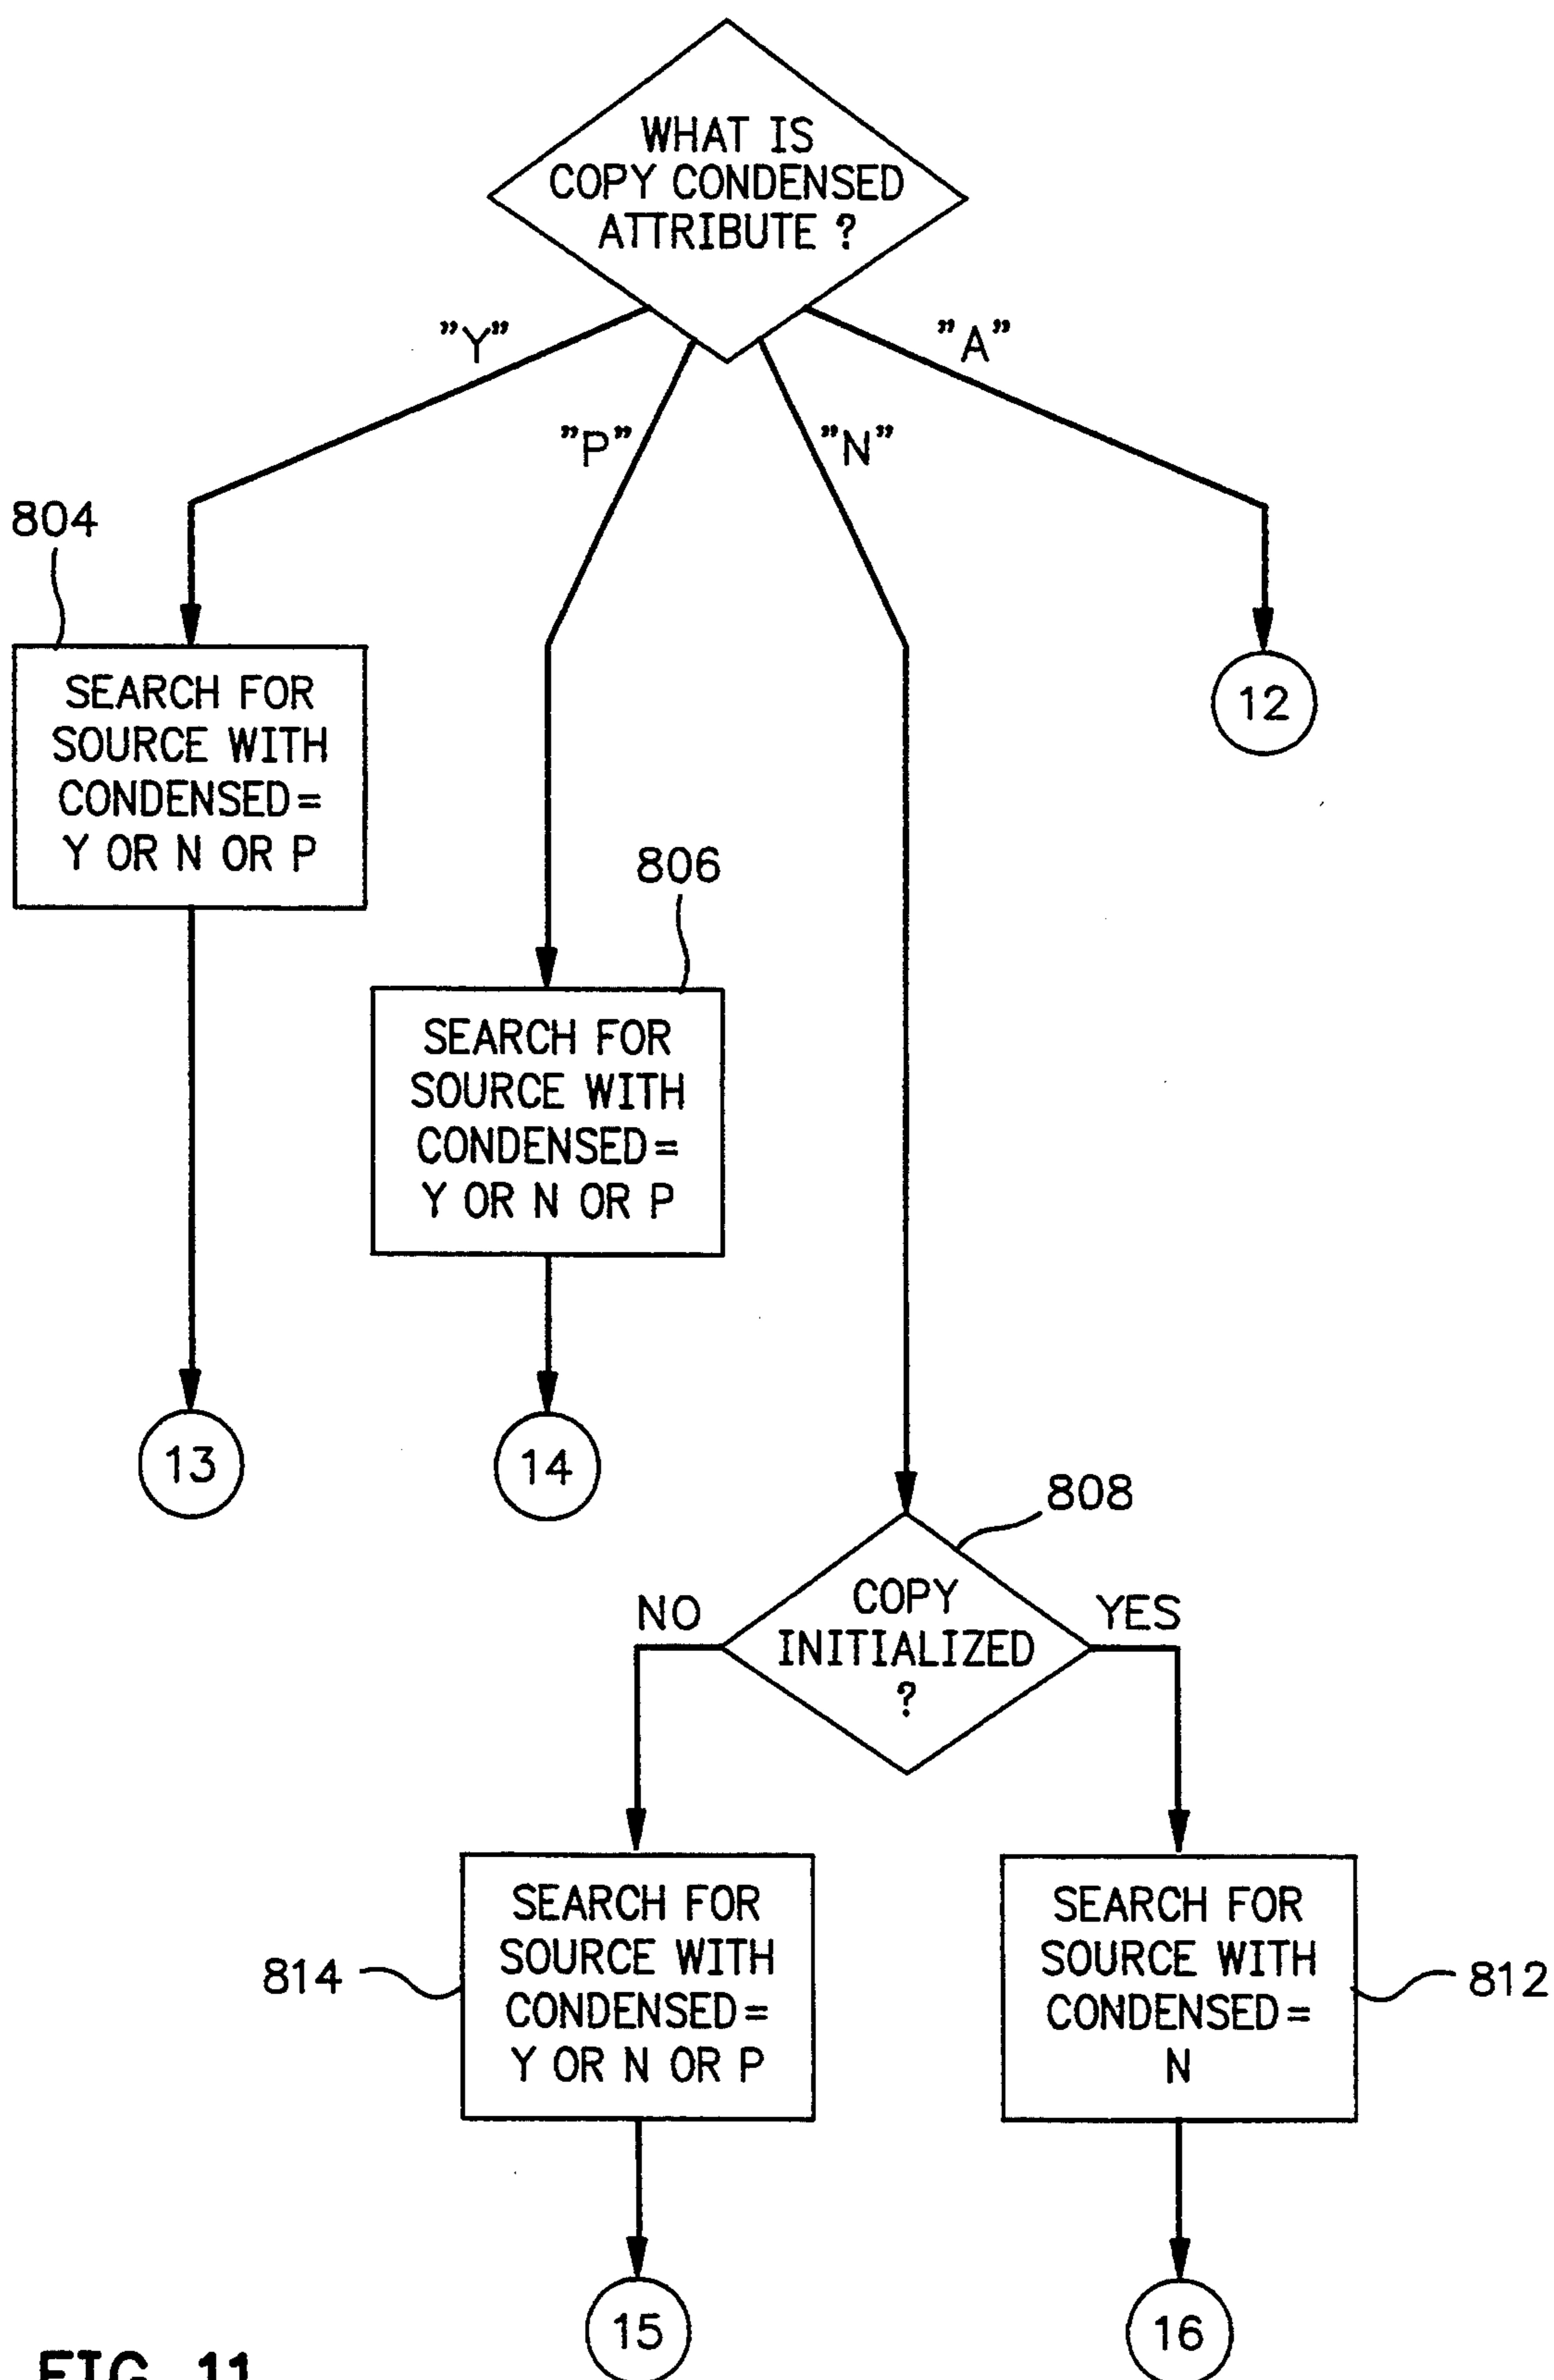 WHAT IS
COPY CONDENSED
ATTRIBUTE ?
"Y"
"P"
"N"
"A"
804
SEARCH FOR
SOURCE WITH
CONDENSED=
Y OR N OR P
12
806
SEARCH FOR
SOURCE WITH
CONDENSED=
Y OR N OR P
13
14
808
COPY
INITIALIZED
?
NO
YES
814
SEARCH FOR
SOURCE WITH
CONDENSED=
Y OR N OR P
SEARCH FOR
SOURCE WITH
CONDENSED=
N
812
15
16
FIG. 11